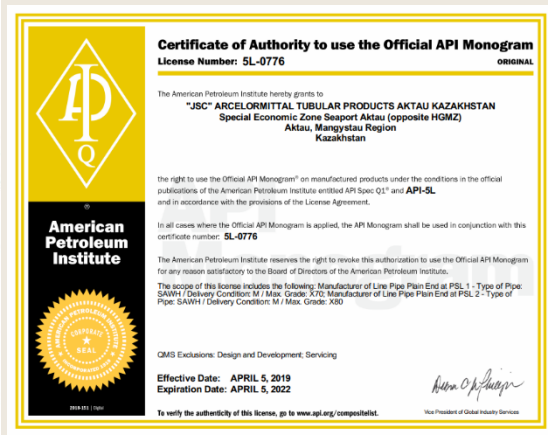 Certificate of Authority to use the Official API Monogram
License Number: 5L-0776
ORIGINAL
The American Petroleum Institute hereby grants to
"JSC" ARCELORMITTAL TUBULAR PRODUCTS AKTAU KAZAKHSTAN
Special Economic Zone Seaport Aktau (opposite HGMZ)
Aktau, Mangystau Region
Kazakhstan
the right to use the Official API Monogram® on manufactured products under the conditions in the official
publications of the American Petroleum Institute entitled API Spec Q1® and API-5L
and in accordance with the provisions of the License Agreement.
In all cases where the Official API Monogram is applied, the API Monogram shall be used in conjunction with this
certificate number: 5L-0776
The American Petroleum Institute reserves the right to revoke this authorization to use the Official API Monogram
for any reason satisfactory to the Board of Directors of the American Petroleum Institute.
The scope of this license includes the following: Manufacturer of Line Pipe Plain End at PSL 1 - Type of Pipe:
SAWH / Delivery Condition: M / Max. Grade: X70; Manufacturer of Line Pipe Plain End at PSL 2 - Type of
Pipe: SAWH / Delivery Condition: M / Max. Grade: X80
QMS Exclusions: Design and Development; Servicing
Effective Date: APRIL 5, 2019
Expiration Date: APRIL 5, 2022
To verify the authenticity of this license, go to www.api.org/compositelist.
Vice President of Global Industry Services
API
Q
®
American
Petroleum
Institute
AMERICAN PETROLEUM INSTITUTE
CORPORATE
SEAL
2018-151 | Digital
API
Monogram